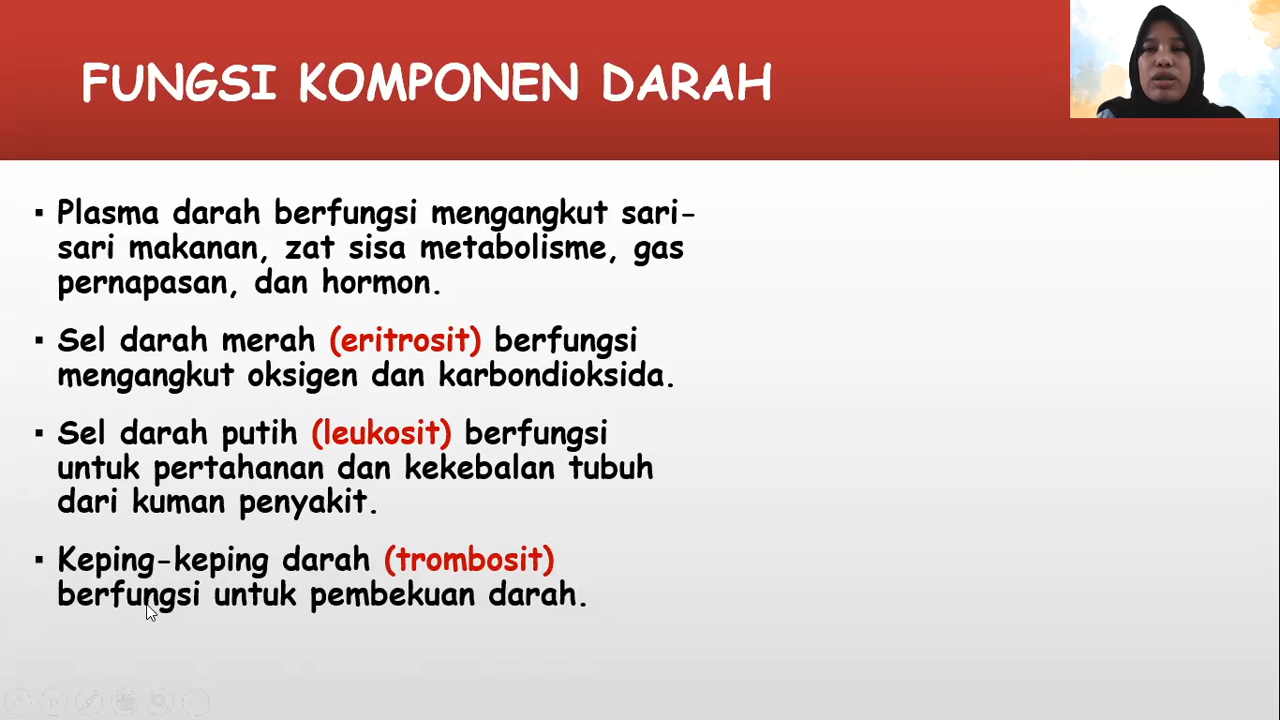 FUNGSI KOMPONEN DARAH
▪ Plasma darah berfungsi mengangkut sari-
sari makanan, zat sisa metabolisme, gas
pernapasan, dan hormon.
▪ Sel darah merah (eritrosit) berfungsi
mengangkut oksigen dan karbondioksida.
▪ Sel darah putih (leukosit) berfungsi
untuk pertahanan dan kekebalan tubuh
dari kuman penyakit.
▪ Keping-keping darah (trombosit)
berfungsi untuk pembekuan darah.